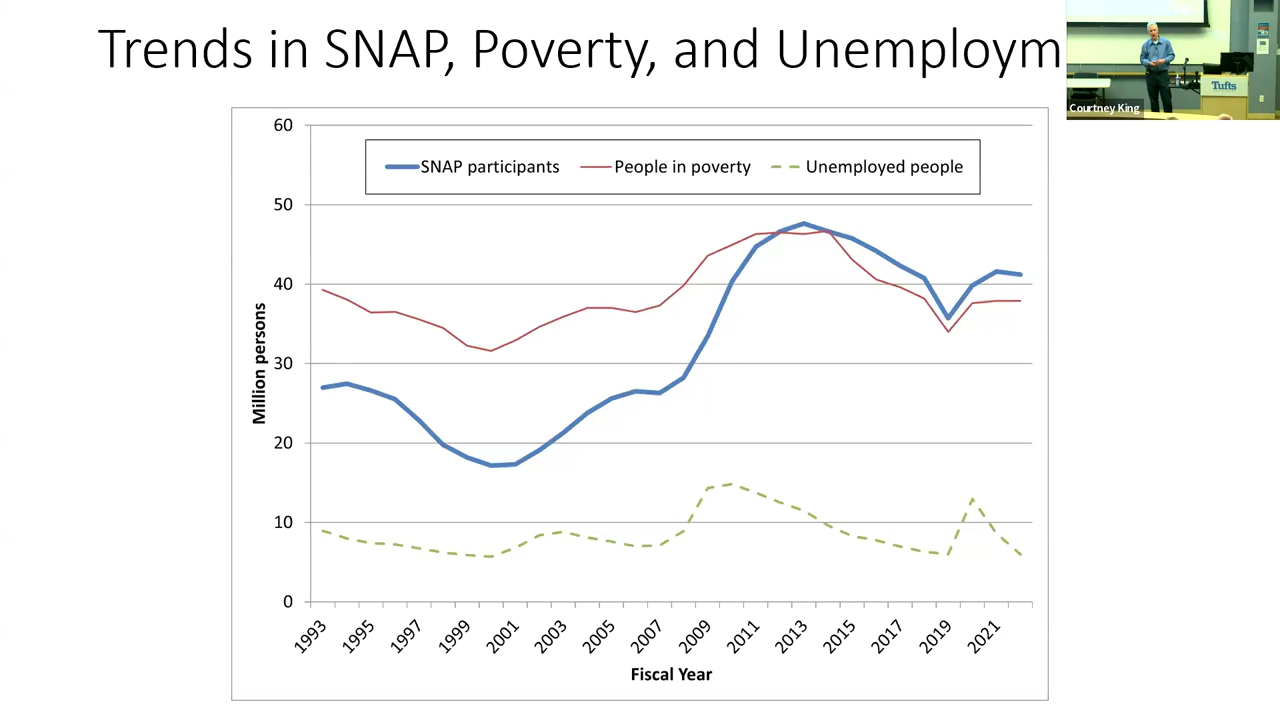 Trends in SNAP, Poverty, and Unemploym
Tufts
Courtney King
60
50
40
30
20
10
0
SNAP participants
People in poverty
Unemployed people
Million persons
1993
1995
1997
1999
2001
2003
2005
2007
2009
2011
2013
2015
2017
2019
2021
Fiscal Year